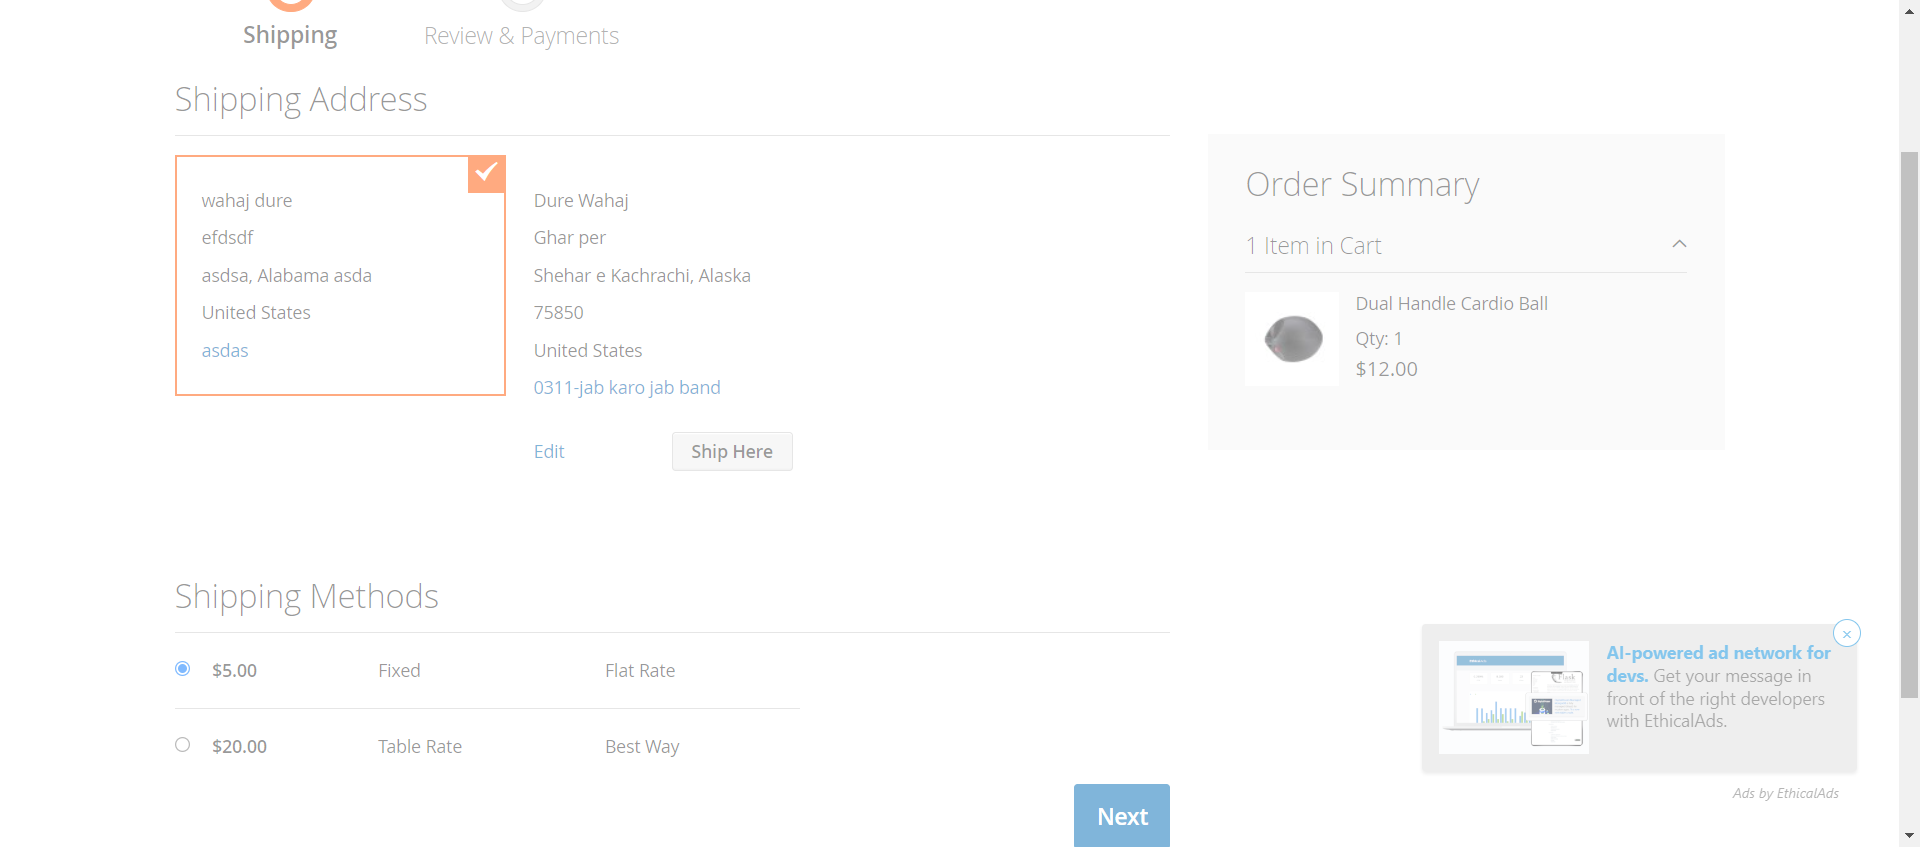 Shipping
Review & Payments
Shipping Address
wahaj dure
efdsdf
asdsa, Alabama asda
United States
asdas
Dure Wahaj
Ghar per
Shehar e Kachrachi, Alaska
75850
United States
0311-jab karo jab band
Edit
Ship Here
Order Summary
1 Item in Cart
Dual Handle Cardio Ball
Qty: 1
$12.00
Shipping Methods
$5.00 Fixed Flat Rate
$20.00 Table Rate Best Way
Next
AI-powered ad network for
devs. Get your message in
front of the right developers
with EthicalAds.
Ads by EthicalAds